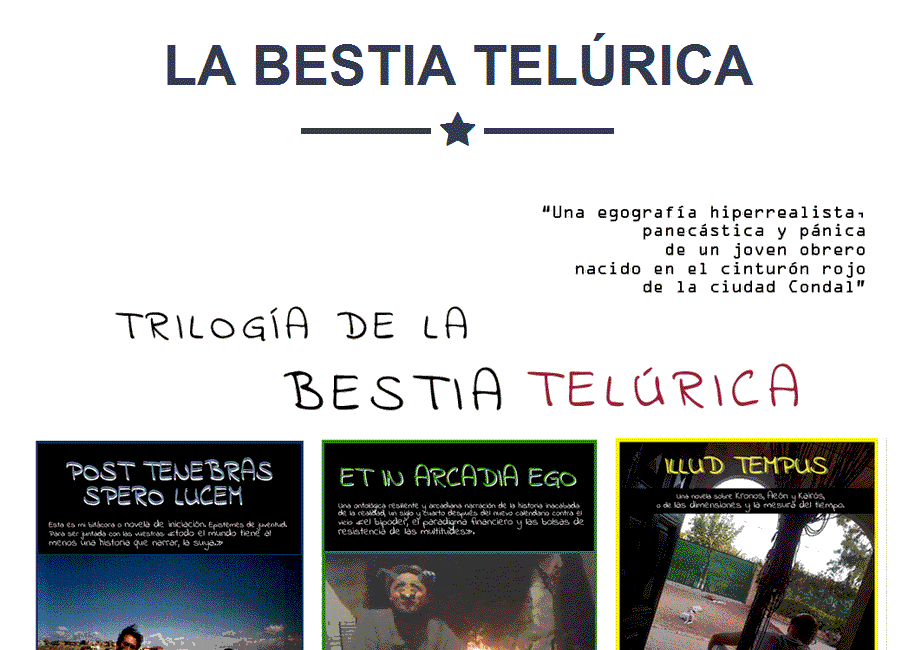 LA BESTIA TELÚRICA
"Una egografía hiperrealista,
panecástica y pánica
de un joven obrero
nacido en el cinturón rojo
de la ciudad Condal"
TRILOGÍA DE LA
BESTIA TELÚRICA
POST TENEBRAS
SPERO LUCEM
Esta es mi bitácora o novela de iniciación. Epistemes de juventud.
Para ser juntada con las vuestras: «todo el mundo tiene al
menos una historia que narrar, la suya.»
ET IN ARCADIA EGO
Una ontológica resiliente y arcadiana narración de la historia inacabada
de la realidad, un siglo y cuarto después del nuevo calendario contra el
vicio «el bipoder, el paradigma financiero y las bolsas de
resistencia de las multitudes».
ILLUD TEMPUS
Una novela sobre Kronos, Aeón y Kairós,
o de las dimensiones y la mesura del tiempo.